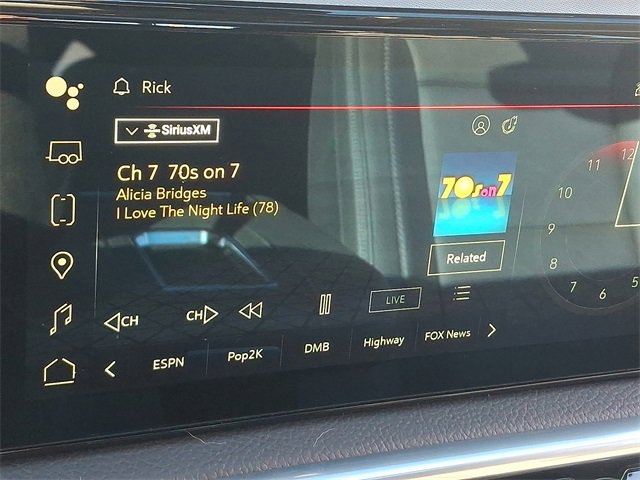 Rick
SiriusXM
Ch 7 70s on 7
Alicia Bridges
I Love The Night Life (78)
70s on 7
Related
◁CH
CH▷
LIVE
ESPN
Pop2K
DMB
Highway
FOX News
12
11
10
9
8
7
6
5